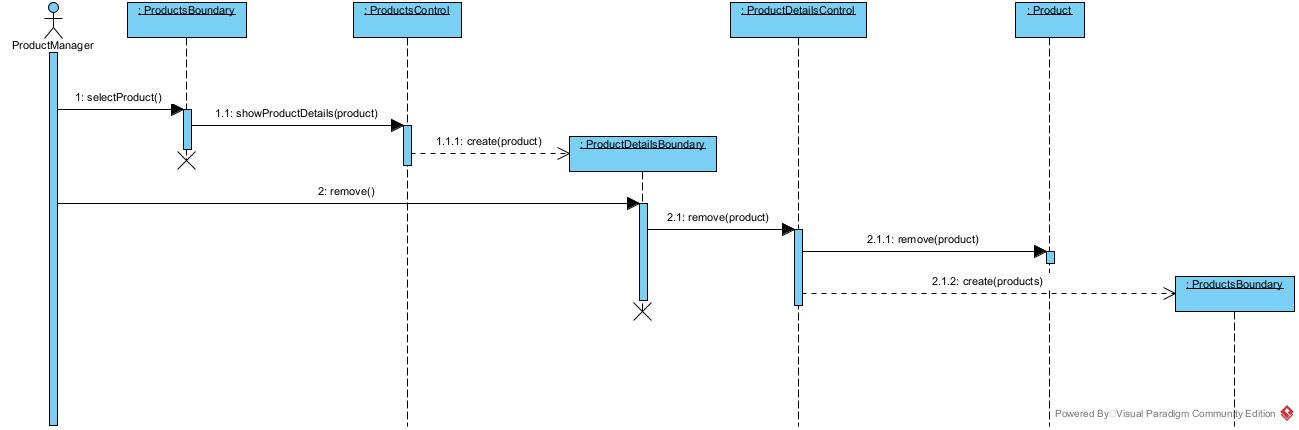 : ProductsBoundary
: ProductsControl
: ProductDetailsControl
: Product
ProductManager
1: selectProduct()
1.1: showProductDetails(product)
1.1.1: create(product)
: ProductDetailsBoundary
2: remove()
2.1: remove(product)
2.1.1: remove(product)
2.1.2: create(products)
: ProductsBoundary
Powered By Visual Paradigm Community Edition